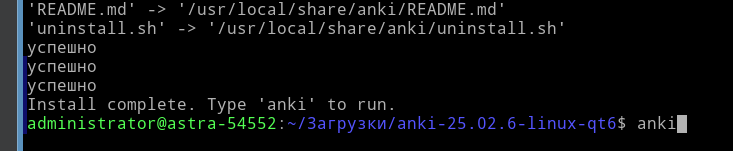 'README.md' -> '/usr/local/share/anki/README.md'
'uninstall.sh' -> '/usr/local/share/anki/uninstall.sh'
успешно
успешно
успешно
Install complete. Type 'anki' to run.
administrator@astra-54552:~/Загрузки/anki-25.02.6-linux-qt6$ anki